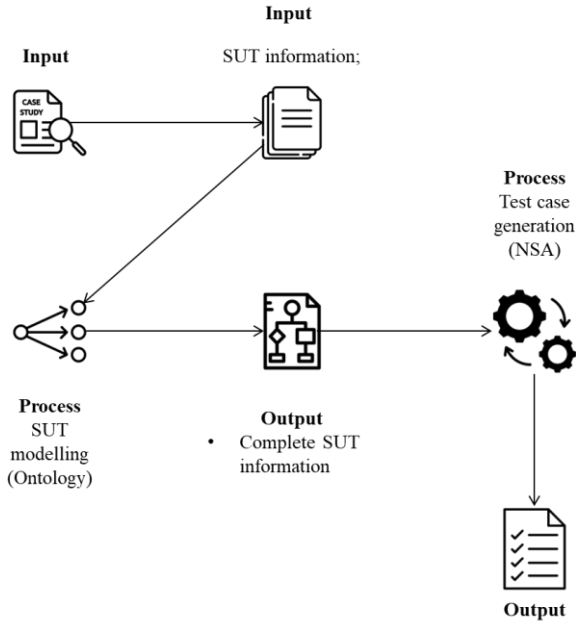 Input
SUT information;
Input
CASE
STUDY
Process
Test case
generation
(NSA)
Process
SUT
modelling
(Ontology)
Output
• Complete SUT
information
Output